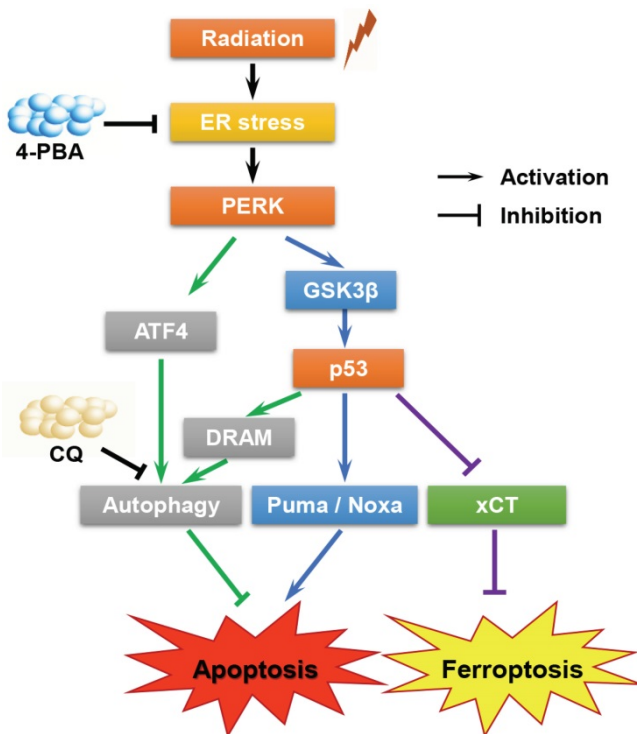 Radiation
ER stress
4-PBA
PERK
Activation
Inhibition
GSK3β
ATF4
p53
DRAM
CQ
Autophagy
Puma / Noxa
xCT
Apoptosis
Ferroptosis